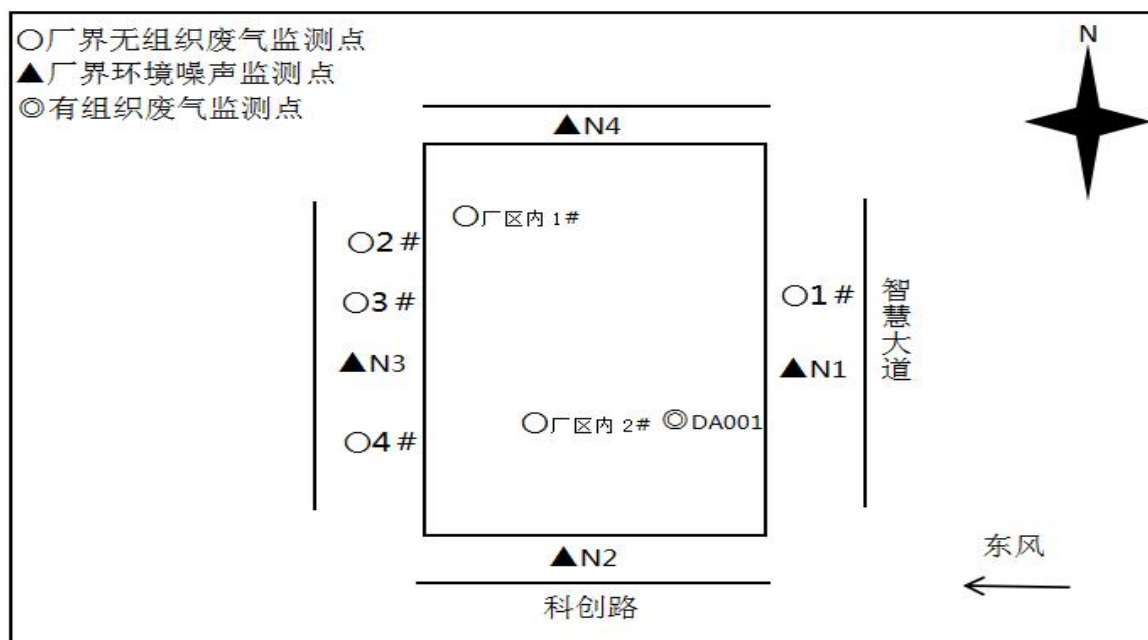 ○厂界无组织废气监测点
▲厂界环境噪声监测点
◎有组织废气监测点
N
▲N4
○厂区内 1#
○2#
○3#
▲N3
○4#
○1#
▲N1
智慧大道
○厂区内 2#
◎DA001
▲N2
科创路
东风